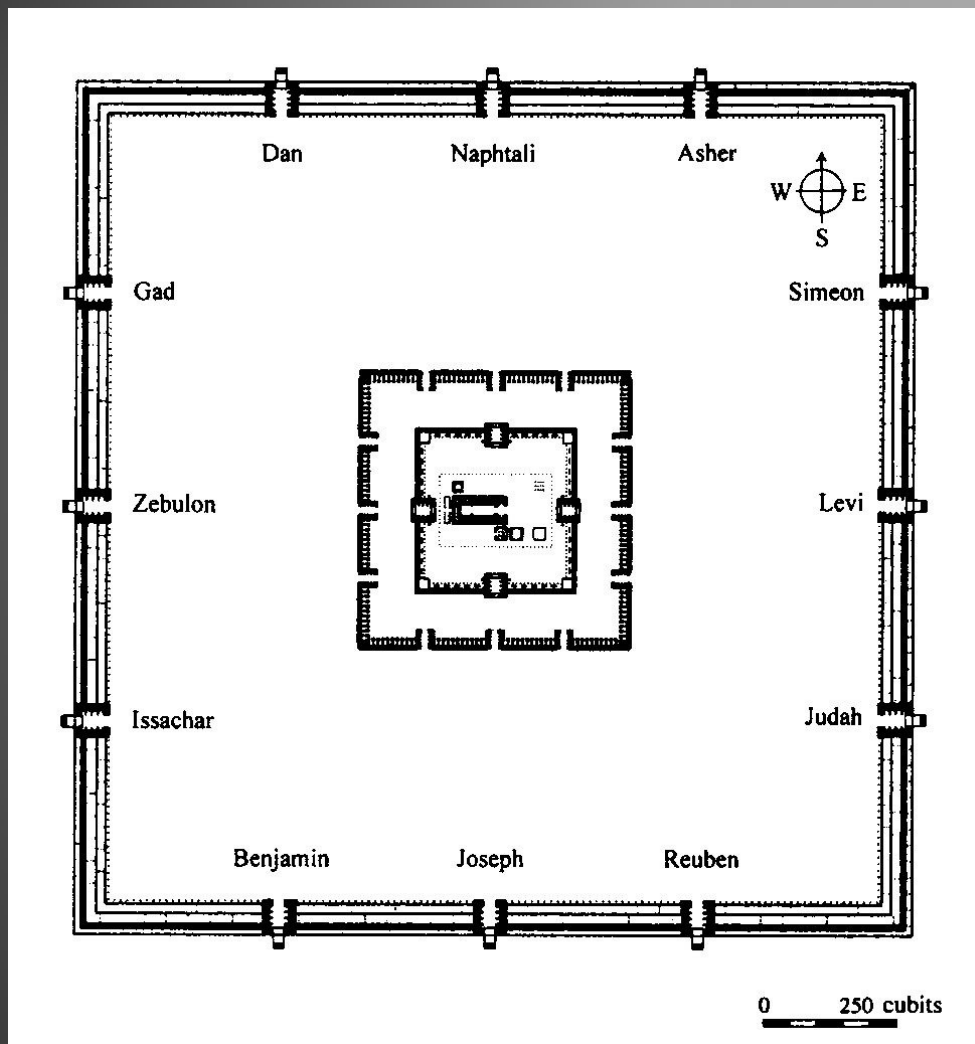 Dan Naphtali Asher
W E
S
Gad Simeon
Zebulon Levi
Issachar Judah
Benjamin Joseph Reuben
0 250 cubits